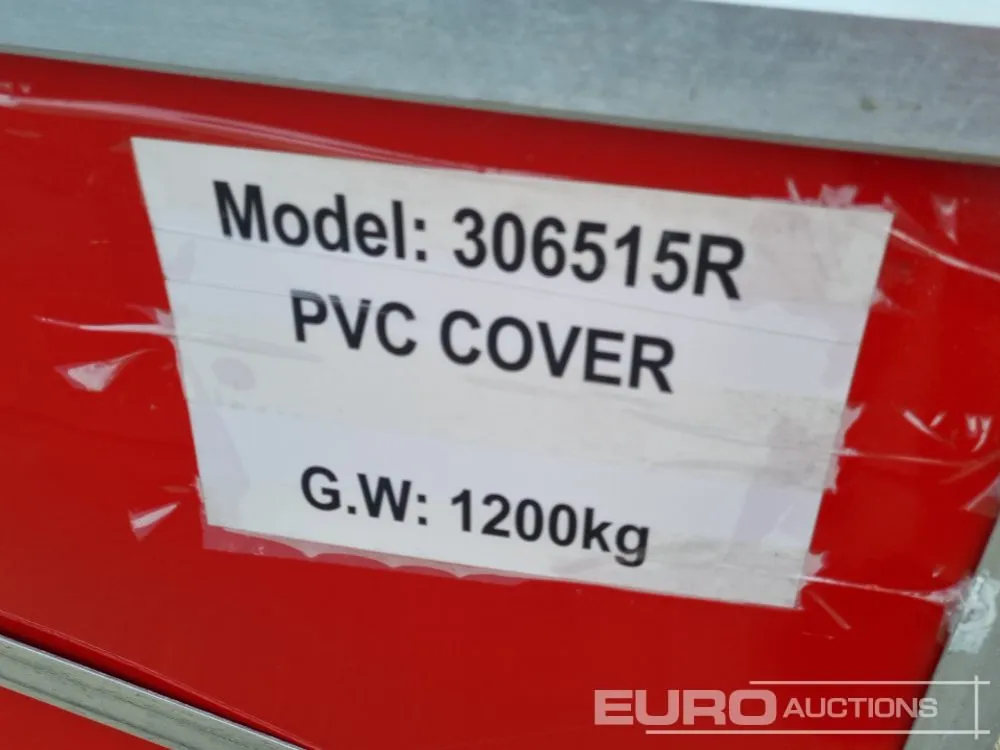 Model: 306515R
PVC COVER
G.W: 1200kg
EURO AUCTIONS